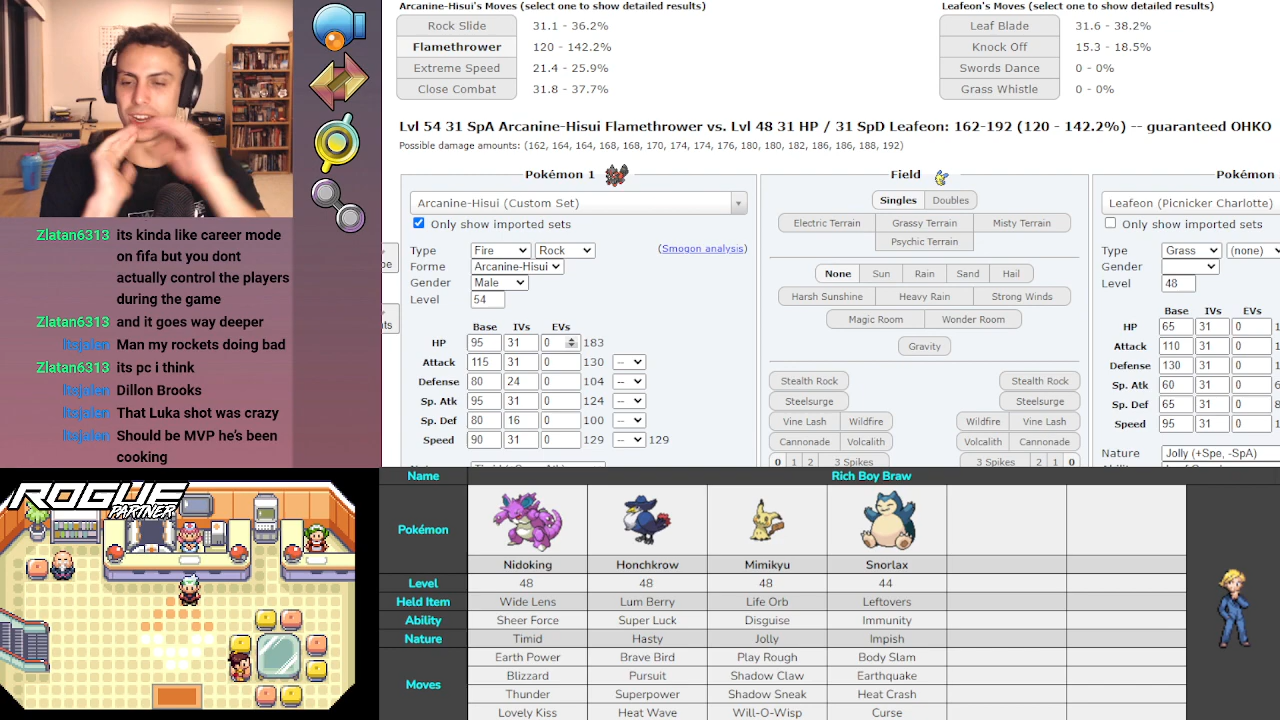 Arcanine-Hisui's Moves (select one to show detailed results)
Leafeon's Moves (select one to show detailed results)
Rock Slide 31.1 - 36.2%
Leaf Blade 31.6 - 38.2%
Flamethrower 120 - 142.2%
Knock Off 15.3 - 18.5%
Extreme Speed 21.4 - 25.9%
Swords Dance 0 - 0%
Close Combat 31.8 - 37.7%
Grass Whistle 0 - 0%
Lvl 54 31 SpA Arcanine-Hisui Flamethrower vs. Lvl 48 31 HP / 31 SpD Leafeon: 162-192 (120 - 142.2%) -- guaranteed OHKO
Possible damage amounts: (162, 164, 164, 168, 168, 170, 174, 174, 176, 180, 180, 182, 186, 186, 188, 192)
Pokémon 1
Arcanine-Hisui (Custom Set)
Only show imported sets
Type Fire Rock (Smogon analysis)
Forme Arcanine-Hisui
Gender Male
Level 54
Base IVs EVs
HP 95 31 0 183
Attack 115 31 0 130 --
Defense 80 24 0 104 --
Sp. Atk 95 31 0 124 --
Sp. Def 80 16 0 100 --
Speed 90 31 0 129 -- 129
Field
Singles Doubles
Electric Terrain Grassy Terrain Misty Terrain
Psychic Terrain
None Sun Rain Sand Hail
Harsh Sunshine Heavy Rain Strong Winds
Magic Room Wonder Room
Gravity
Stealth Rock Stealth Rock
Steelsurge Steelsurge
Vine Lash Wildfire Wildfire Vine Lash
Cannonade Volcalith Volcalith Cannonade
0 1 2 3 Spikes 3 Spikes 2 1 0
Pokémon
Leafeon (Picnicker Charlotte)
Only show imported sets
Type Grass (none)
Gender
Level 48
Base IVs EVs
HP 65 31 0
Attack 110 31 0
Defense 130 31 0
Sp. Atk 60 31 0
Sp. Def 65 31 0
Speed 95 31 0
Nature Jolly (+Spe, -SpA)
Zlatan6313 its kinda like career mode
on fifa but you dont
actually control the players
during the game
Zlatan6313 and it goes way deeper
itsjalen Man my rockets doing bad
Zlatan6313 its pc i think
itsjalen Dillon Brooks
itsjalen That Luka shot was crazy
itsjalen Should be MVP he's been
cooking
ROGUE
PARTNER
Name Rich Boy Braw
Pokémon
Nidoking Honchkrow Mimikyu Snorlax
Level 48 48 48 44
Held Item Wide Lens Lum Berry Life Orb Leftovers
Ability Sheer Force Super Luck Disguise Immunity
Nature Timid Hasty Jolly Impish
Moves
Earth Power Brave Bird Play Rough Body Slam
Blizzard Pursuit Shadow Claw Earthquake
Thunder Superpower Shadow Sneak Heat Crash
Lovely Kiss Heat Wave Will-O-Wisp Curse